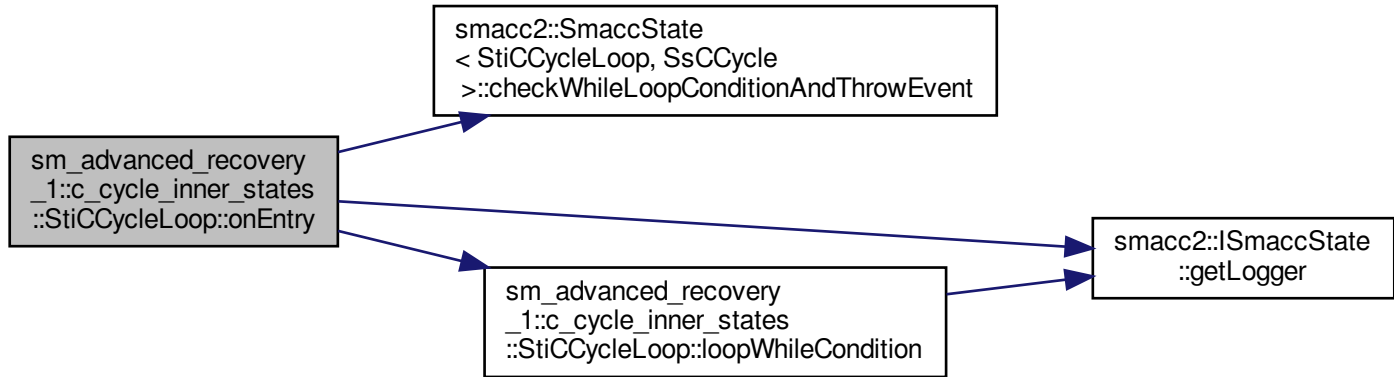 smacc2::SmaccState
< StiCCycleLoop, SsCCycle
>::checkWhileLoopConditionAndThrowEvent
sm_advanced_recovery
_1::c_cycle_inner_states
::StiCCycleLoop::onEntry
smacc2::ISmaccState
::getLogger
sm_advanced_recovery
_1::c_cycle_inner_states
::StiCCycleLoop::loopWhileCondition